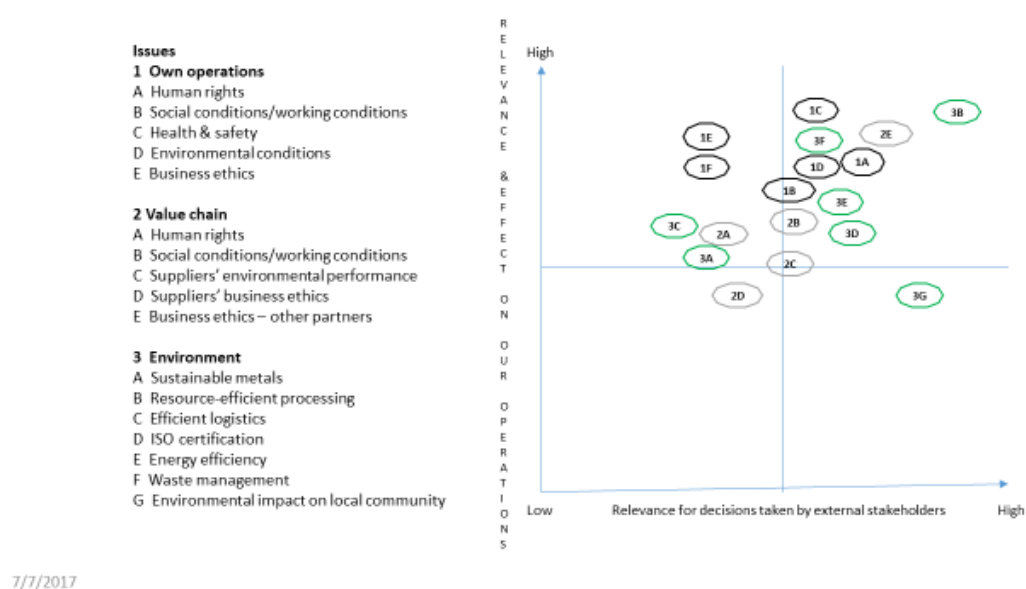 Issues
1 Own operations
A Human rights
B Social conditions/working conditions
C Health & safety
D Environmental conditions
E Business ethics
2 Value chain
A Human rights
B Social conditions/working conditions
C Suppliers' environmental performance
D Suppliers' business ethics
E Business ethics – other partners
3 Environment
A Sustainable metals
B Resource-efficient processing
C Efficient logistics
D ISO certification
E Energy efficiency
F Waste management
G Environmental impact on local community
7/7/2017
RELEVANCE & EFFECT ON OUR OPERATIONS
High
1C
3B
1E
3F
2E
1F
1D
1A
1B
3E
3C
2A
2B
3D
3A
2C
2D
3G
Low
Relevance for decisions taken by external stakeholders
High